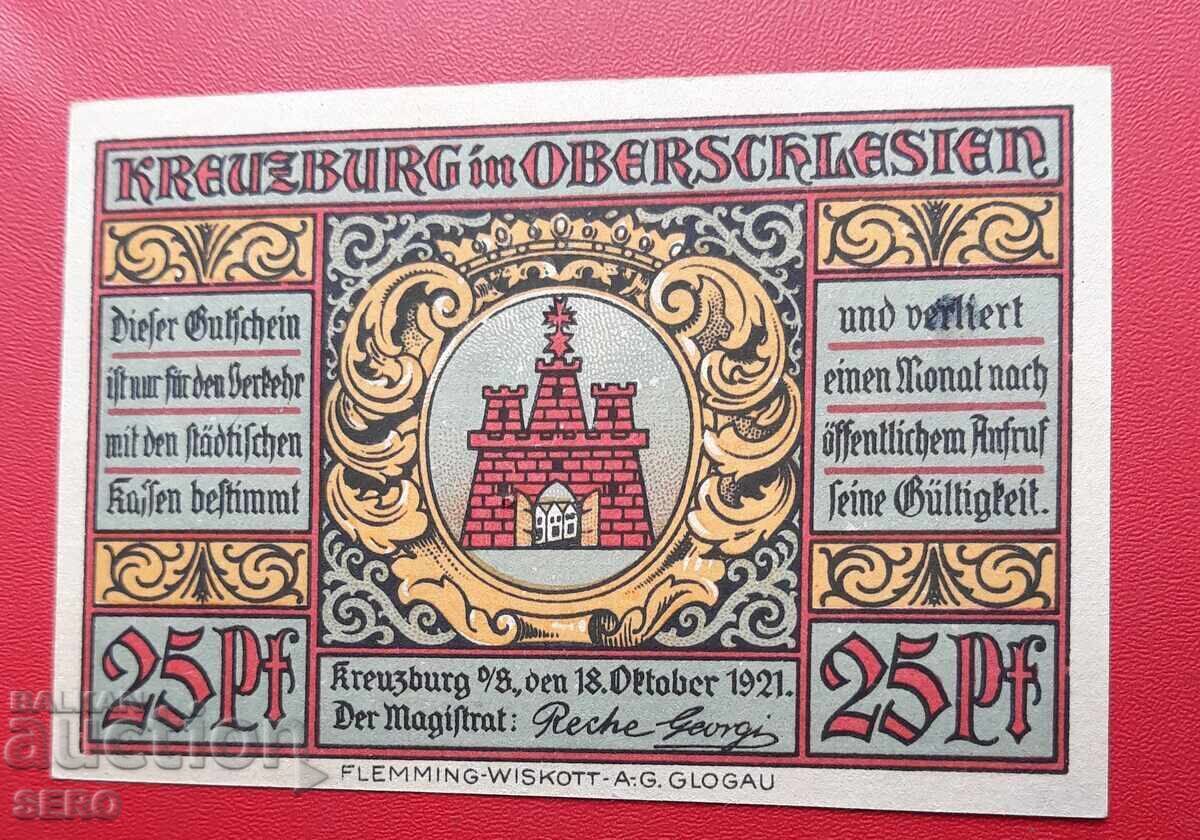 KREUZBURG in OBERSCHLESIEN
Dieser Gutschein
ist nur für den Verkehr
mit den städtischen
Kassen bestimmt
und verliert
einen Monat nach
öffentlichem Anfruf
seine Gültigkeit.
25 Pf
Kreuzburg O/S., den 18. Oktober 1921.
Der Magistrat: Reche Georgi
25 Pf
FLEMMING-WISKOTT-A.-G. GLOGAU
BALKAN
auction
SERO